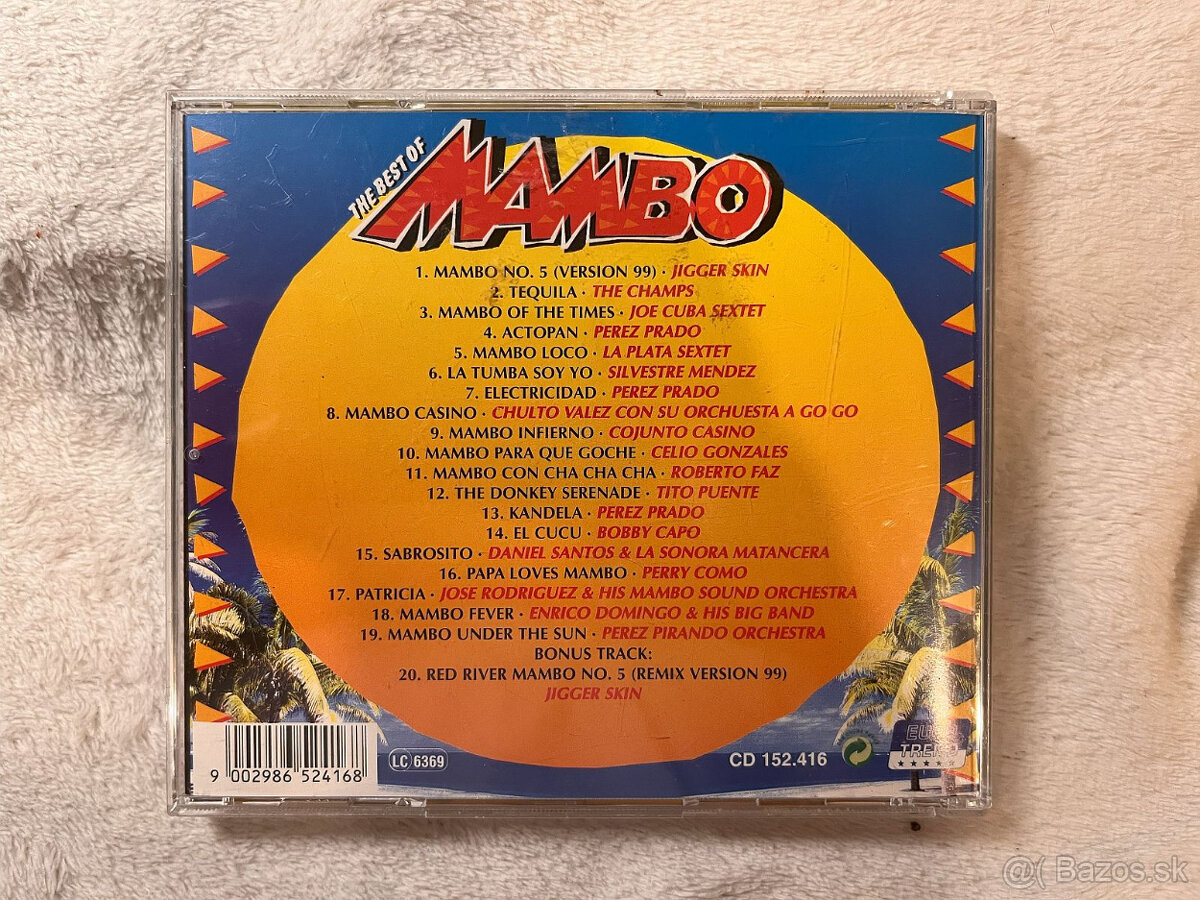 THE BEST OF
MAMBO
1. MAMBO NO. 5 (VERSION 99) · JIGGER SKIN
2. TEQUILA · THE CHAMPS
3. MAMBO OF THE TIMES · JOE CUBA SEXTET
4. ACTOPAN · PEREZ PRADO
5. MAMBO LOCO · LA PLATA SEXTET
6. LA TUMBA SOY YO · SILVESTRE MENDEZ
7. ELECTRICIDAD · PEREZ PRADO
8. MAMBO CASINO · CHULTO VALEZ CON SU ORCHUESTA A GO GO
9. MAMBO INFIERNO · COJUNTO CASINO
10. MAMBO PARA QUE GOCHE · CELIO GONZALES
11. MAMBO CON CHA CHA CHA · ROBERTO FAZ
12. THE DONKEY SERENADE · TITO PUENTE
13. KANDELA · PEREZ PRADO
14. EL CUCU · BOBBY CAPO
15. SABROSITO · DANIEL SANTOS & LA SONORA MATANCERA
16. PAPA LOVES MAMBO · PERRY COMO
17. PATRICIA · JOSE RODRIGUEZ & HIS MAMBO SOUND ORCHESTRA
18. MAMBO FEVER · ENRICO DOMINGO & HIS BIG BAND
19. MAMBO UNDER THE SUN · PEREZ PIRANDO ORCHESTRA
BONUS TRACK:
20. RED RIVER MAMBO NO. 5 (REMIX VERSION 99)
JIGGER SKIN
9 002986 524168
LC 6369
CD 152.416
EURO
TREND
@( Bazos.sk